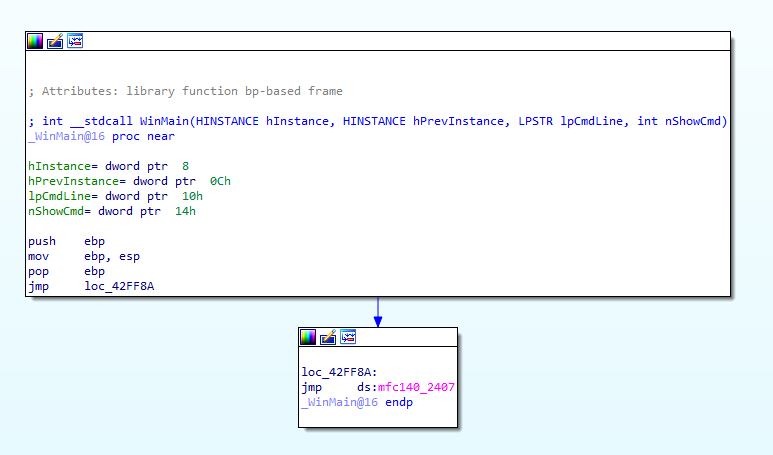 ; Attributes: library function bp-based frame
; int __stdcall WinMain(HINSTANCE hInstance, HINSTANCE hPrevInstance, LPSTR lpCmdLine, int nShowCmd)
_WinMain@16 proc near
hInstance= dword ptr  8
hPrevInstance= dword ptr  0Ch
lpCmdLine= dword ptr  10h
nShowCmd= dword ptr  14h
push    ebp
mov     ebp, esp
pop     ebp
jmp     loc_42FF8A
loc_42FF8A:
jmp     ds:mfc140_2407
_WinMain@16 endp